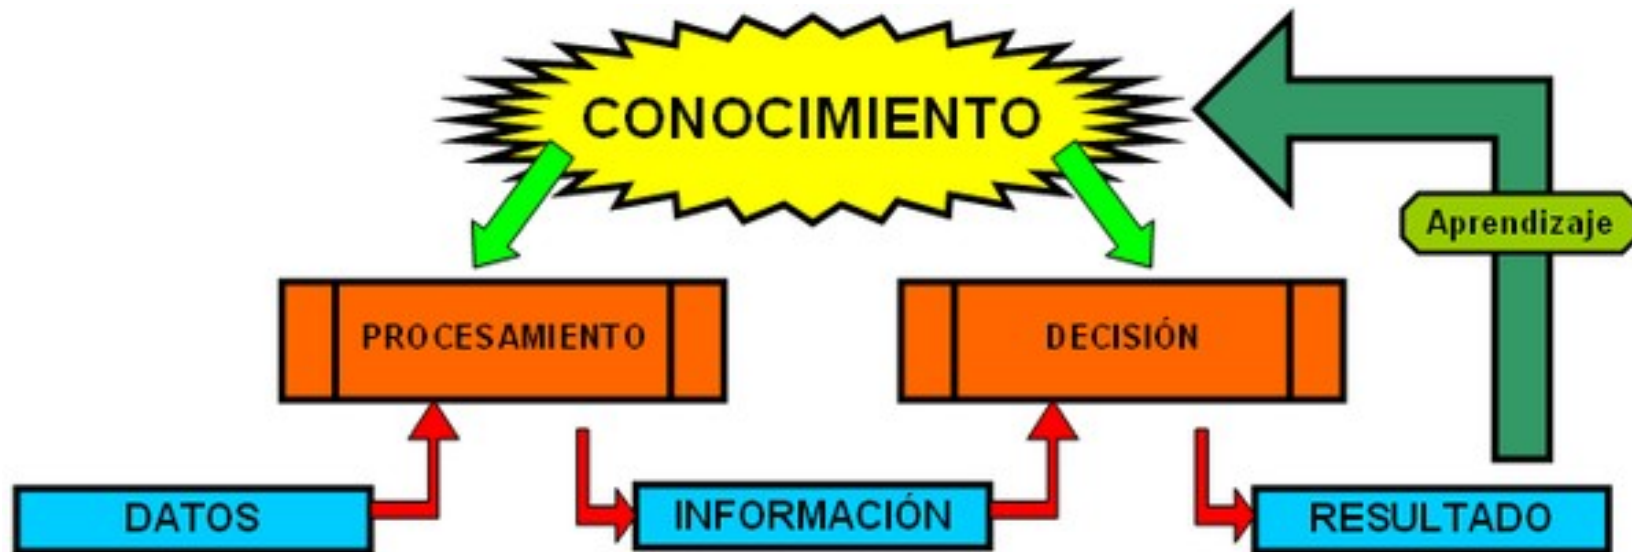 CONOCIMIENTO
Aprendizaje
PROCESAMIENTO
DECISIÓN
DATOS
INFORMACIÓN
RESULTADO